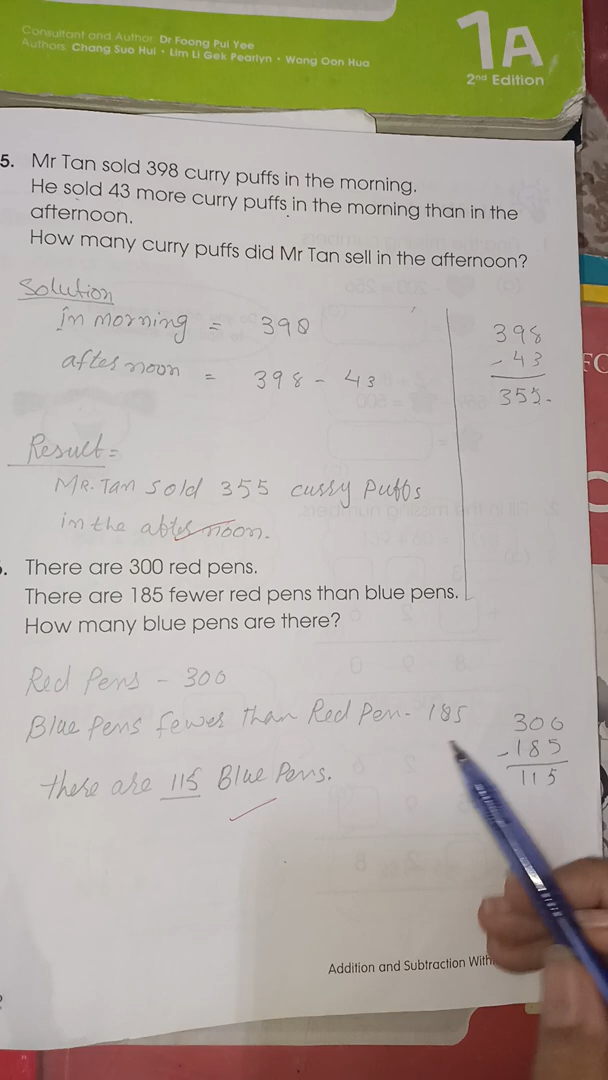 Consultant and Author: Dr Foong Pui Yee
Authors: Chang Suo Hui • Lim Li Gek Pearlyn • Wong Oon Hua
1A
2nd Edition
5. Mr Tan sold 398 curry puffs in the morning.
He sold 43 more curry puffs in the morning than in the
afternoon.
How many curry puffs did Mr Tan sell in the afternoon?
Solution
in morning = 398
after noon = 398 - 43
398
- 43
355.
Result =
MR. Tan sold 355 curry Puffs
in the after noon.
There are 300 red pens.
There are 185 fewer red pens than blue pens.
How many blue pens are there?
Red Pens - 300
Blue Pens fewer than Red Pen - 185
there are 115 Blue Pens.
300
-185
115
Addition and Subtraction With